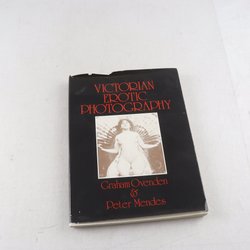 VICTORIAN
EROTIC
PHOTOGRAPHY
Graham Ovenden
&
Peter Mendes